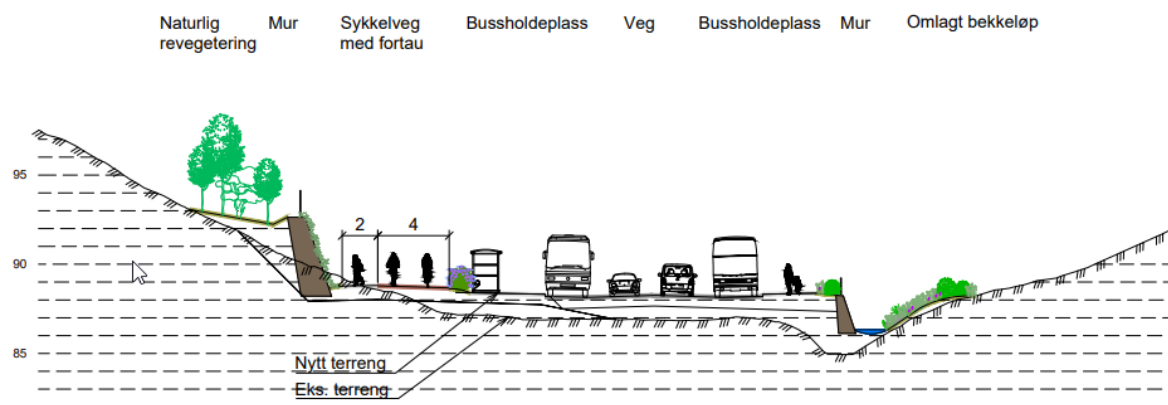 Naturlig
revegetering
Mur
Sykkelveg
med fortau
Bussholdeplass
Veg
Bussholdeplass
Mur
Omlagt bekkeløp
95
2
4
90
85
Nytt terreng
Eks. terreng